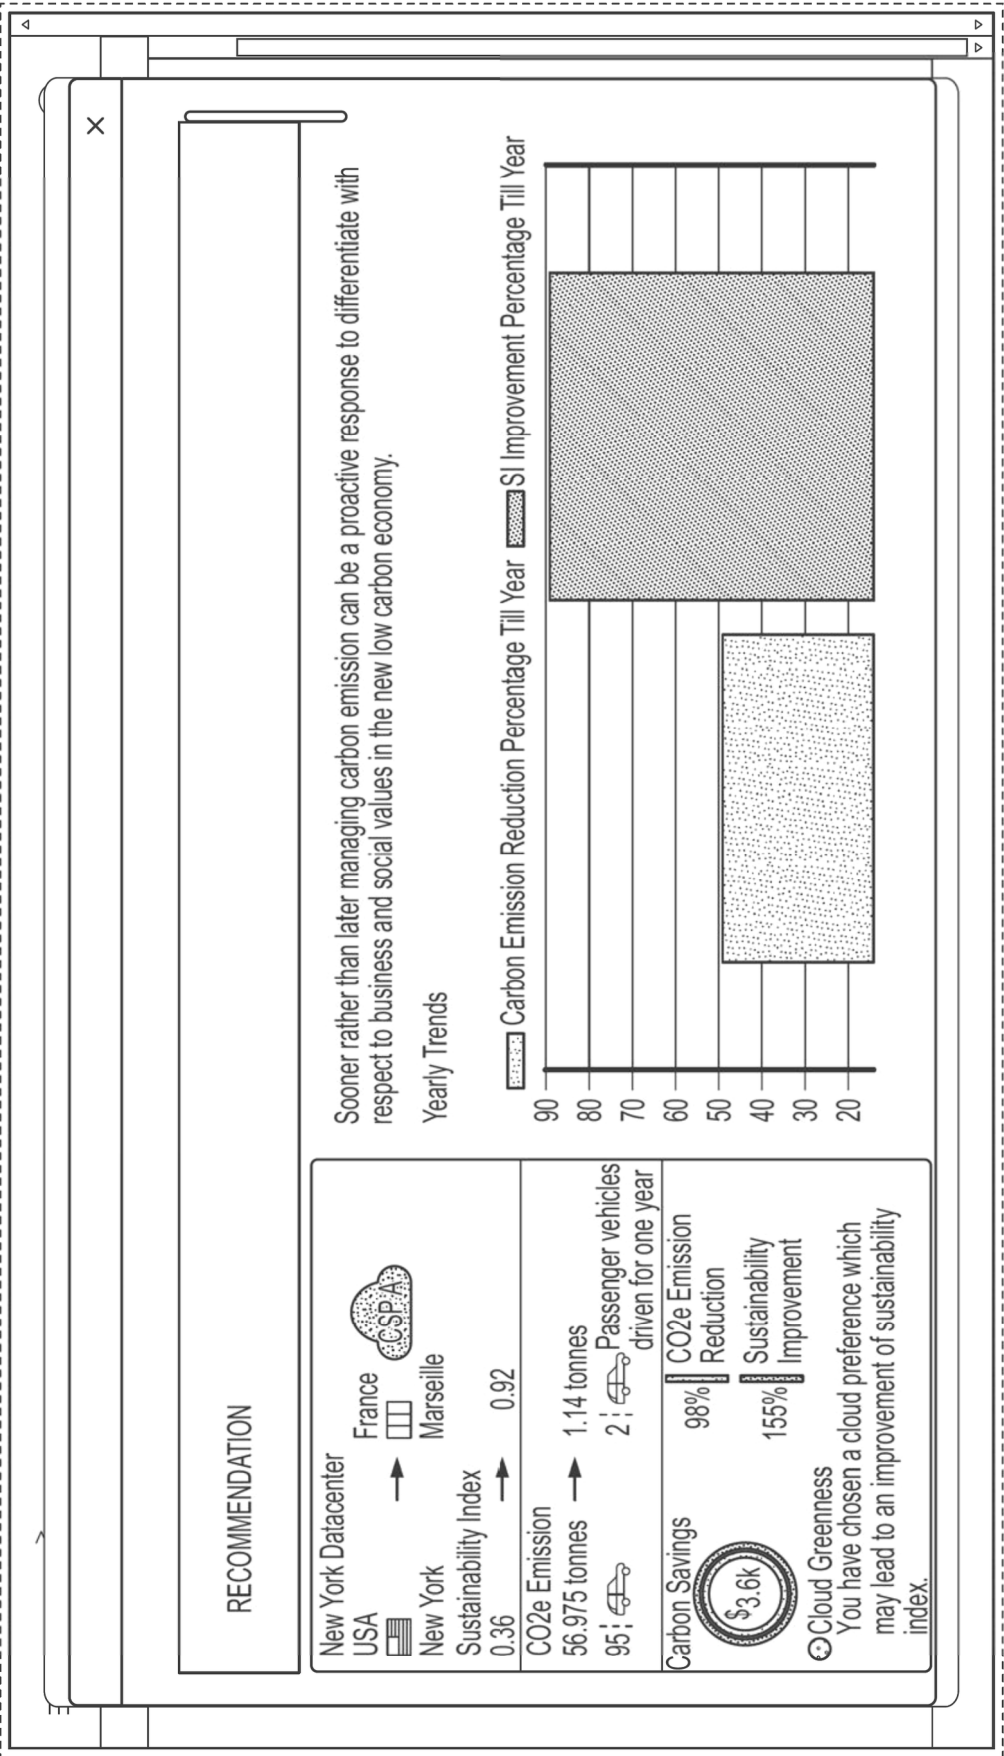 RECOMMENDATION
New York Datacenter
USA
France
CSP A
New York
Marseille
Sustainability Index
0.36
0.92
CO2e Emission
56.975 tonnes
1.14 tonnes
95
2
Passenger vehicles
driven for one year
Carbon Savings
$3.6k
98%
CO2e Emission
Reduction
155%
Sustainability
Improvement
Cloud Greenness
You have chosen a cloud preference which
may lead to an improvement of sustainability
index.
Sooner rather than later managing carbon emission can be a proactive response to differentiate with
respect to business and social values in the new low carbon economy.
Yearly Trends
Carbon Emission Reduction Percentage Till Year
SI Improvement Percentage Till Year
90
80
70
60
50
40
30
20